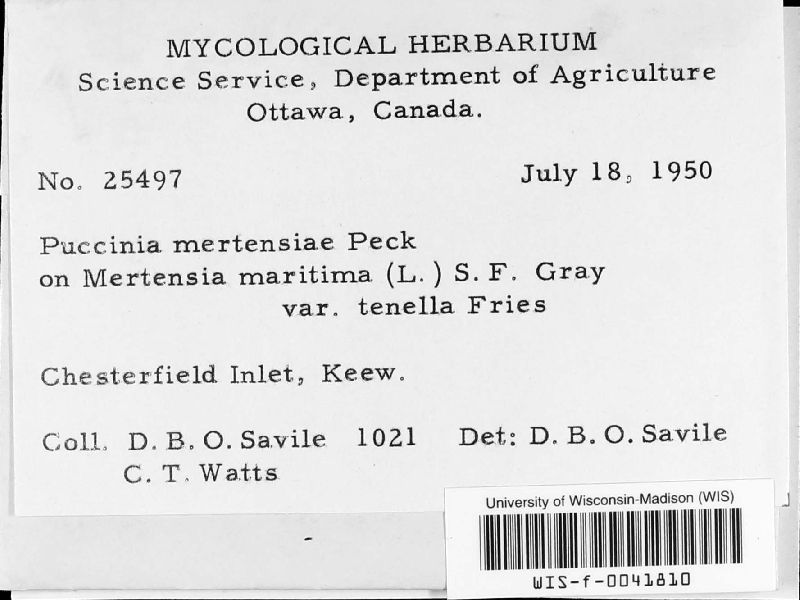 MYCOLOGICAL HERBARIUM
Science Service, Department of Agriculture
Ottawa, Canada.
No. 25497 July 18, 1950
Puccinia mertensiae Peck
on Mertensia maritima (L.) S. F. Gray
var. tenella Fries
Chesterfield Inlet, Keew.
Coll. D. B. O. Savile 1021 Det: D. B. O. Savile
C. T. Watts
University of Wisconsin-Madison (WIS)
WIS-f-0041810